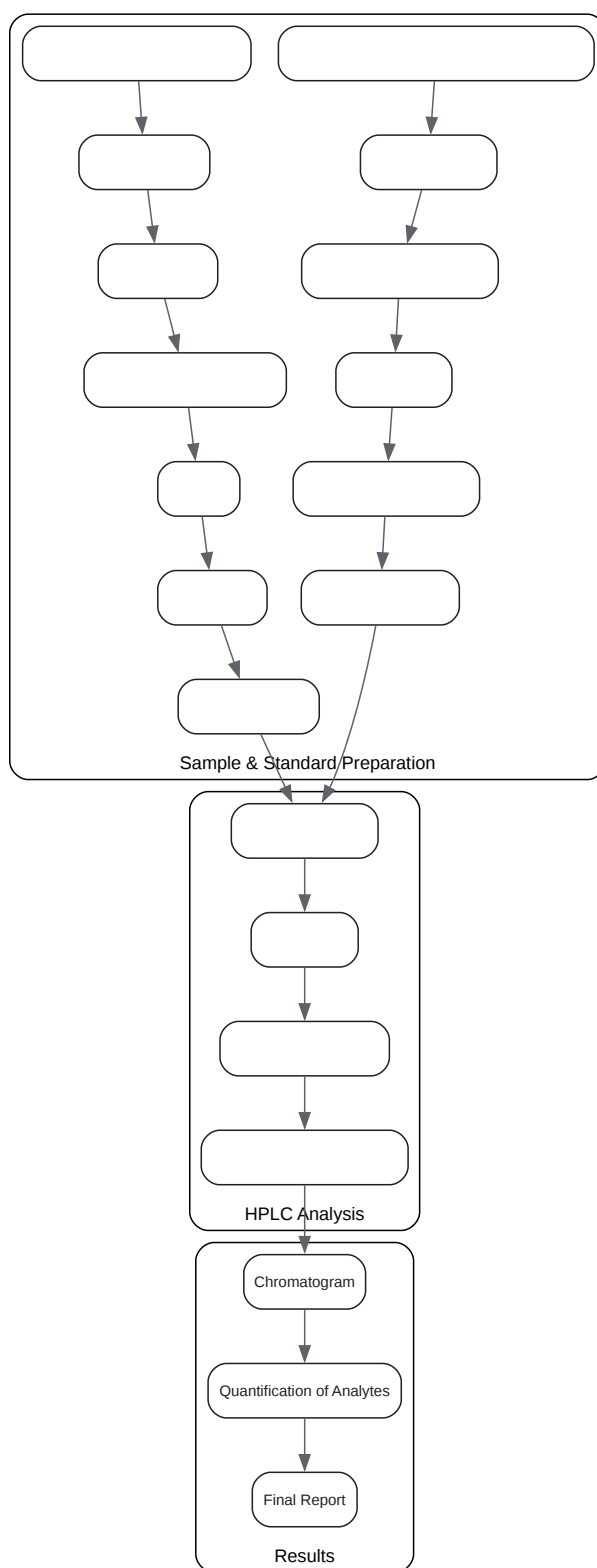 Sample & Standard Preparation
HPLC Analysis
Chromatogram
Quantification of Analytes
Final Report
Results